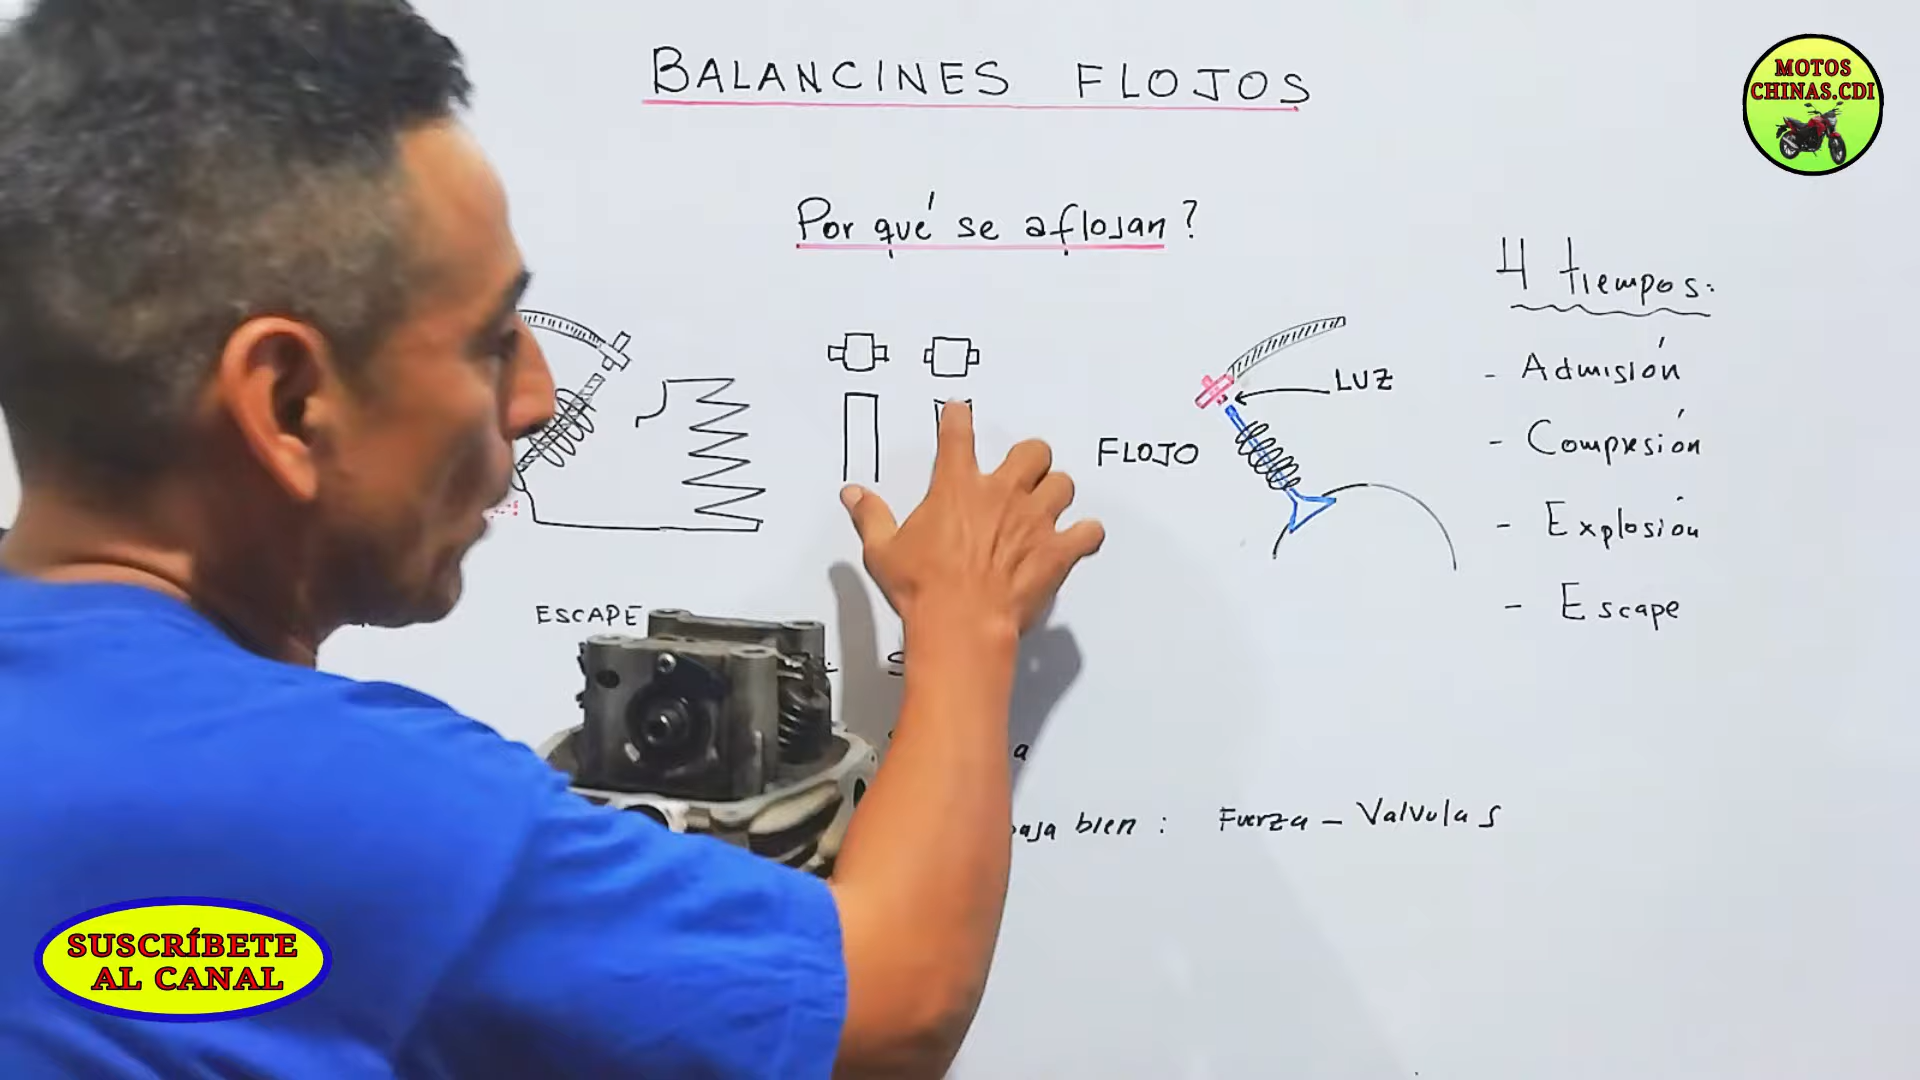 BALANCINES FLOJOS
MOTOS
CHINAS.CDI
Por qué se aflojan?
4 tiempos:
- Admisión
- Compresión
- Explosión
- Escape
LUZ
FLOJO
ESCAPE
bien : Fuerza - Valvulas
SUSCRÍBETE
AL CANAL